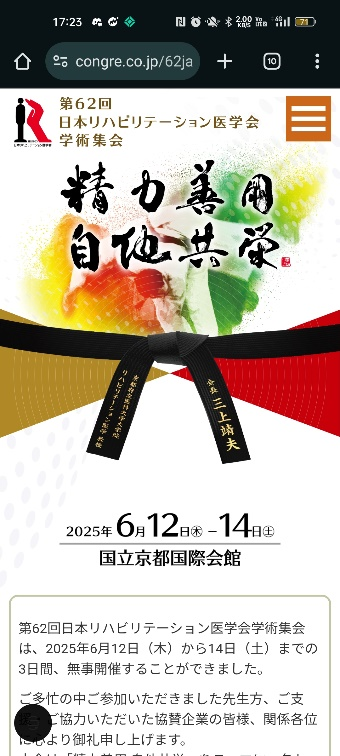 17:23
2.00 KB/s
71
congre.co.jp/62ja
10
第62回
日本リハビリテーション医学会
学術集会
精力善用
自他共栄
京都府立医科大学大学院
リハビリテーション医学 教授
会長 三上靖夫
2025年6月12日㊍－14日㊏
国立京都国際会館
第62回日本リハビリテーション医学会学術集会
は、2025年6月12日（木）から14日（土）までの
3日間、無事開催することができました。
ご多忙の中ご参加いただきました先生方、ご支
ご協力いただいた協賛企業の皆様、関係各位
に心より御礼申し上げます。